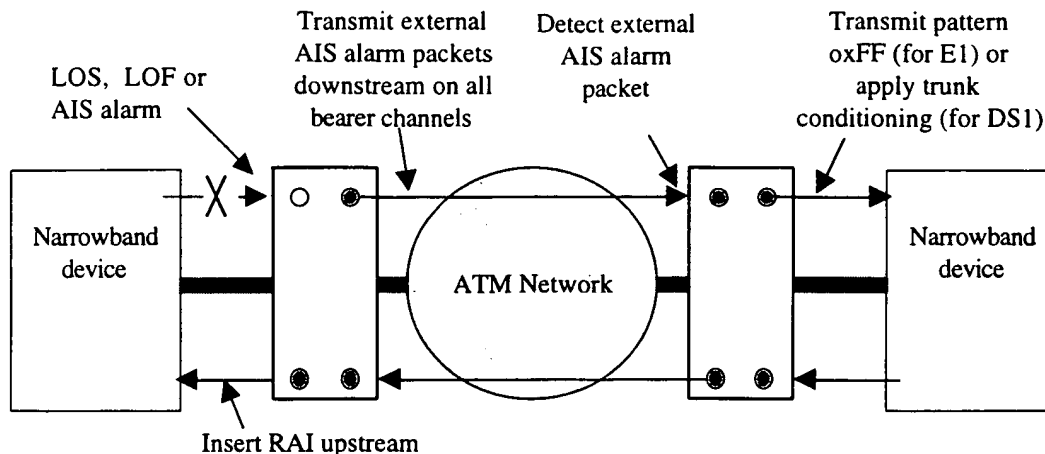 Transmit external
AIS alarm packets
downstream on all
bearer channels
Detect external
AIS alarm
packet
Transmit pattern
oxFF (for E1) or
apply trunk
conditioning (for DS1)
LOS, LOF or
AIS alarm
Narrowband
device
ATM Network
Narrowband
device
Insert RAI upstream